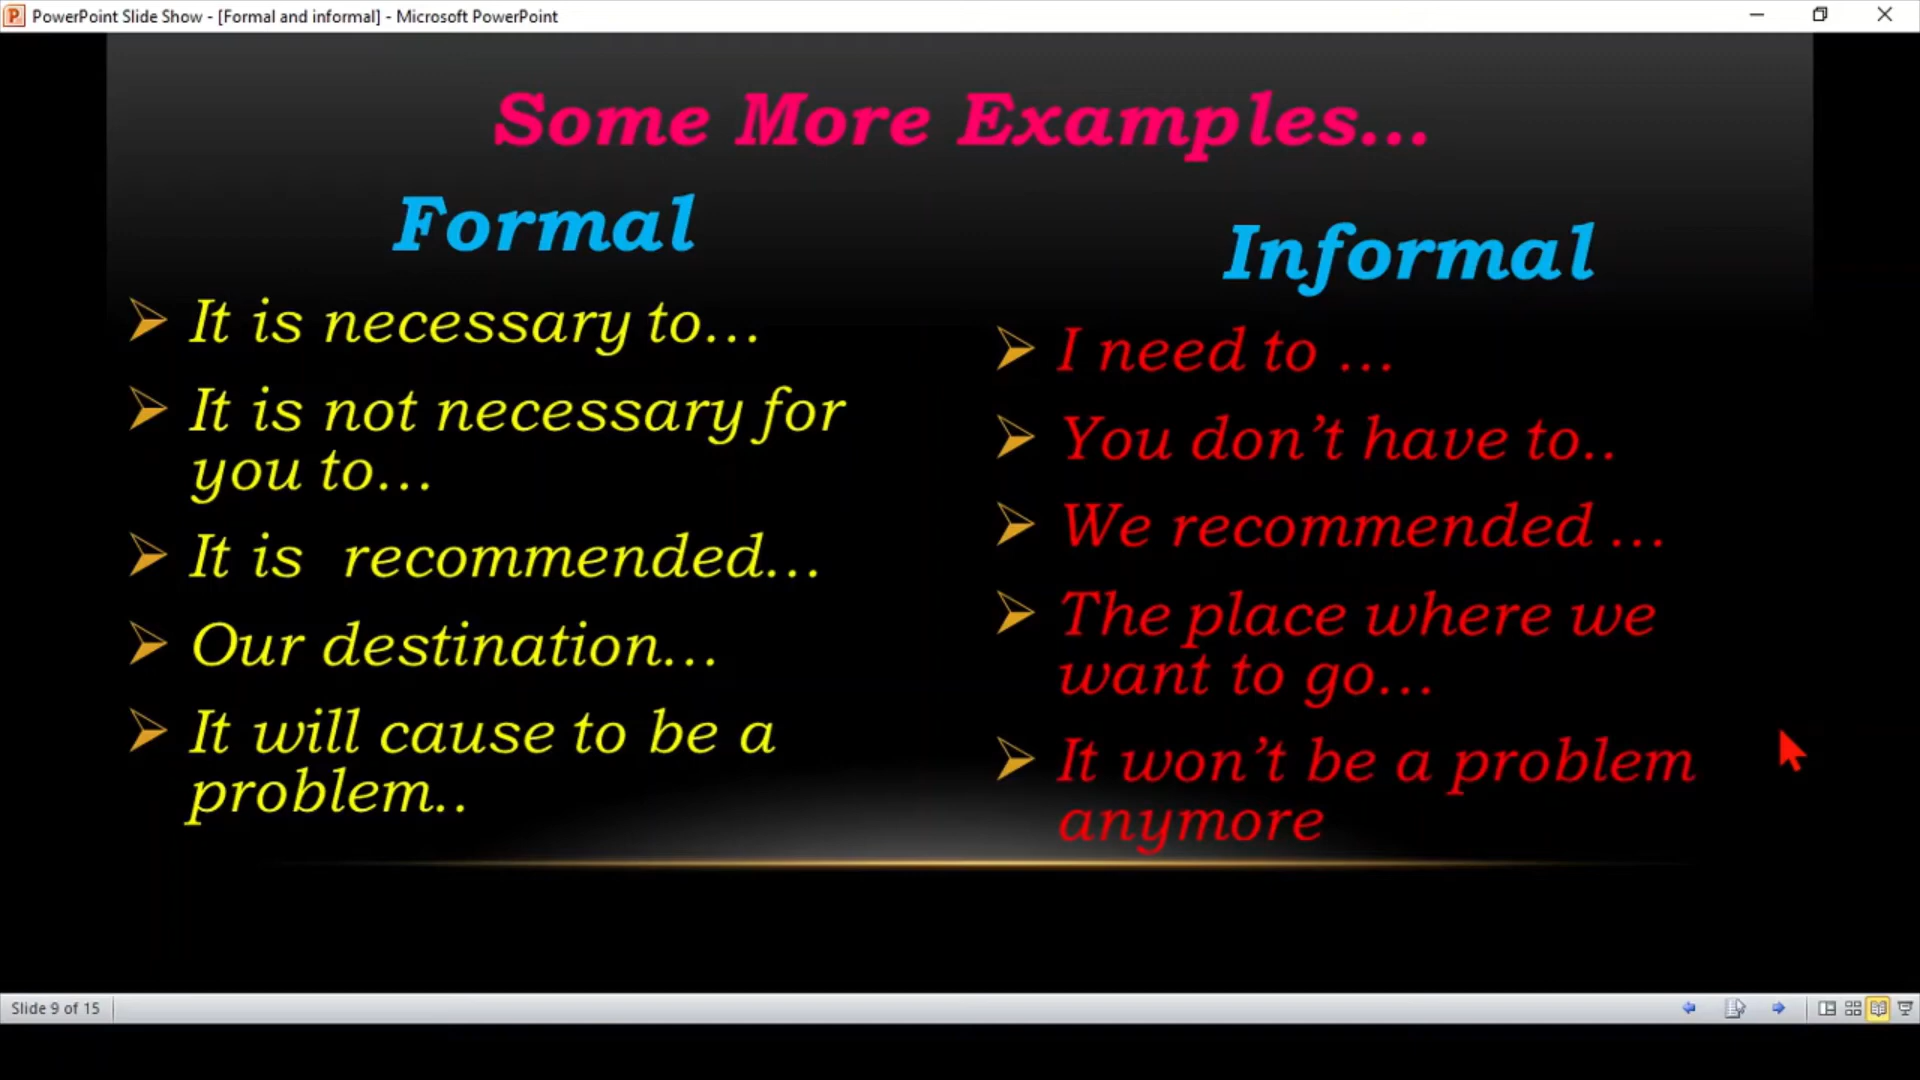 PowerPoint Slide Show - [Formal and informal] - Microsoft PowerPoint
Some More Examples...
Formal
It is necessary to...
It is not necessary for
you to...
It is recommended...
Our destination...
It will cause to be a
problem..
Informal
I need to ...
You don't have to..
We recommended ...
The place where we
want to go...
It won't be a problem
anymore
Slide 9 of 15